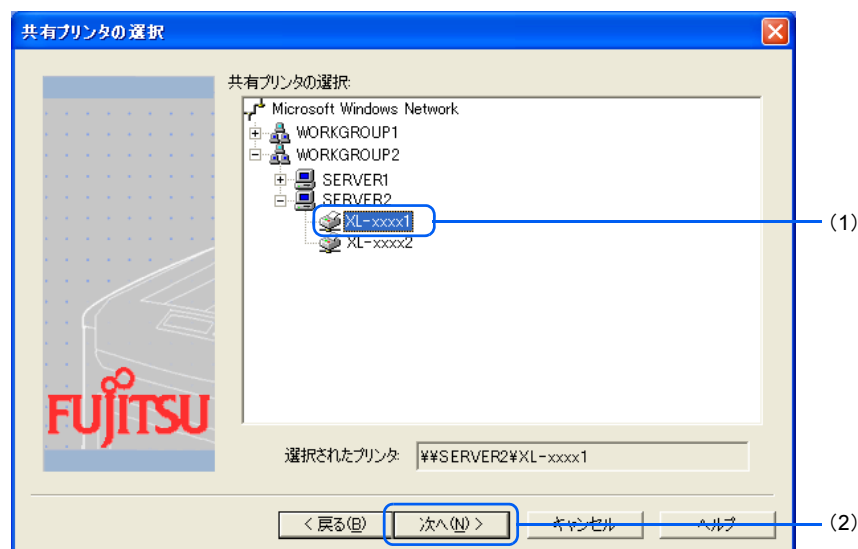 共有プリンタの選択
共有プリンタの選択:
Microsoft Windows Network
WORKGROUP1
WORKGROUP2
SERVER1
SERVER2
XL-xxxx1
(1)
XL-xxxx2
FUJITSU
選択されたプリンタ: ¥¥SERVER2¥XL-xxxx1
< 戻る(B) 次へ(N) > キャンセル ヘルプ
(2)